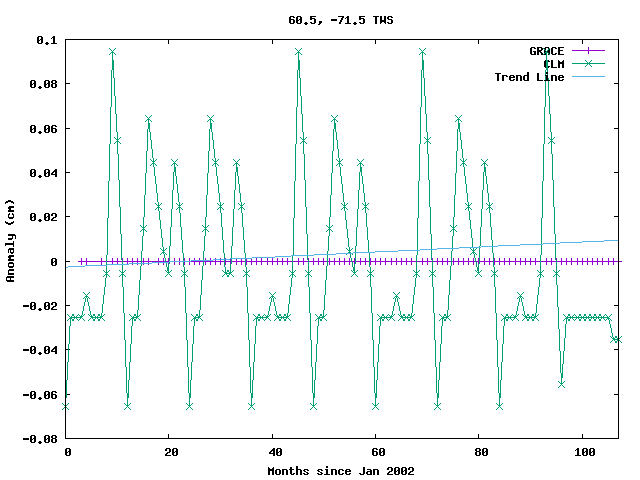 60.5, -71.5 TWS
GRACE
CLM
Trend Line
Anomaly (cm)
0.1
0.08
0.06
0.04
0.02
0
-0.02
-0.04
-0.06
-0.08
0 20 40 60 80 100
Months since Jan 2002